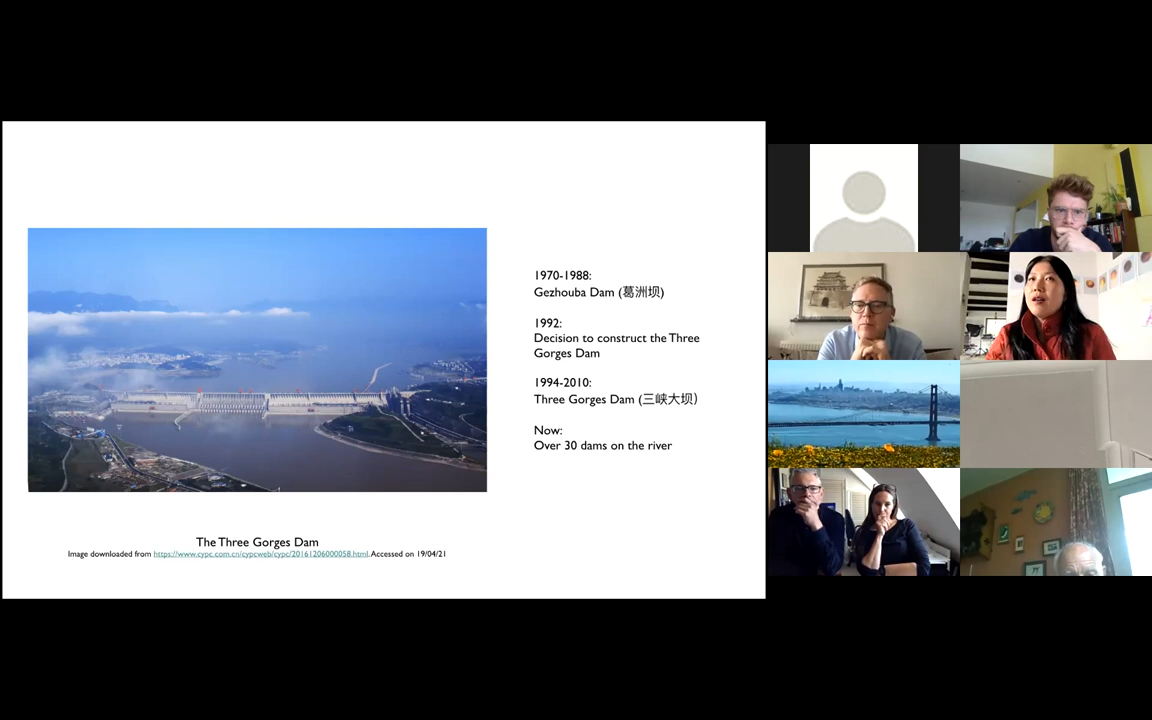 1970-1988:
Gezhouba Dam (葛洲坝)
1992:
Decision to construct the Three
Gorges Dam
1994-2010:
Three Gorges Dam (三峡大坝）
Now:
Over 30 dams on the river
The Three Gorges Dam
Image downloaded from https://www.cypc.com.cn/cypcweb/cypc/20161206000058.html. Accessed on 19/04/21